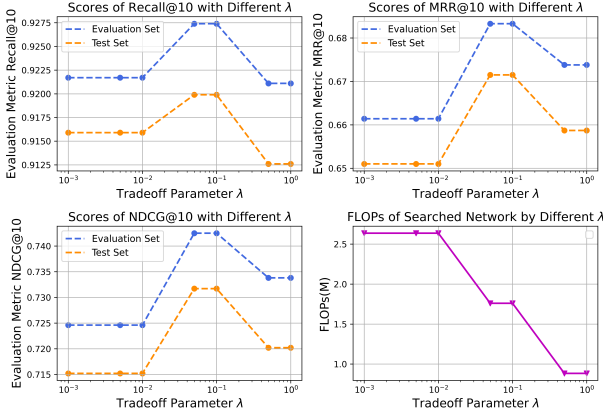 Scores of Recall@10 with Different λ
Evaluation Metric Recall@10
0.9275
0.9250
0.9225
0.9200
0.9175
0.9150
0.9125
Evaluation Set
Test Set
10⁻³
10⁻²
10⁻¹
10⁰
Tradeoff Parameter λ
Scores of MRR@10 with Different λ
Evaluation Metric MRR@10
0.68
0.67
0.66
0.65
Evaluation Set
Test Set
10⁻³
10⁻²
10⁻¹
10⁰
Tradeoff Parameter λ
Scores of NDCG@10 with Different λ
Evaluation Metric NDCG@10
0.740
0.735
0.730
0.725
0.720
0.715
Evaluation Set
Test Set
10⁻³
10⁻²
10⁻¹
10⁰
Tradeoff Parameter λ
FLOPs of Searched Network by Different λ
FLOPs(M)
2.5
2.0
1.5
1.0
10⁻³
10⁻²
10⁻¹
10⁰
Tradeoff Parameter λ